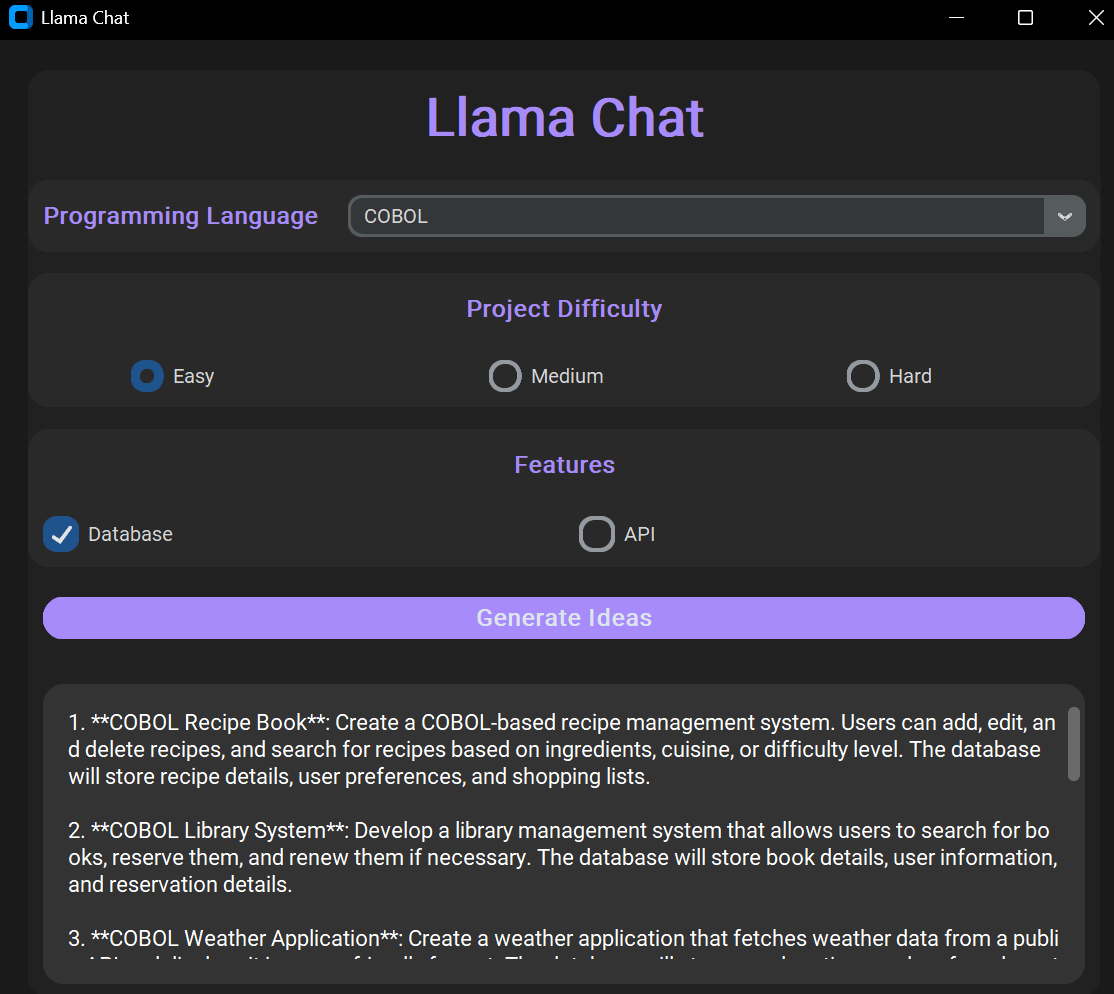 Llama Chat
Llama Chat
Programming Language COBOL
Project Difficulty
Easy Medium Hard
Features
Database API
Generate Ideas
1. **COBOL Recipe Book**: Create a COBOL-based recipe management system. Users can add, edit, an
d delete recipes, and search for recipes based on ingredients, cuisine, or difficulty level. The database
will store recipe details, user preferences, and shopping lists.
2. **COBOL Library System**: Develop a library management system that allows users to search for bo
oks, reserve them, and renew them if necessary. The database will store book details, user information,
and reservation details.
3. **COBOL Weather Application**: Create a weather application that fetches weather data from a publi